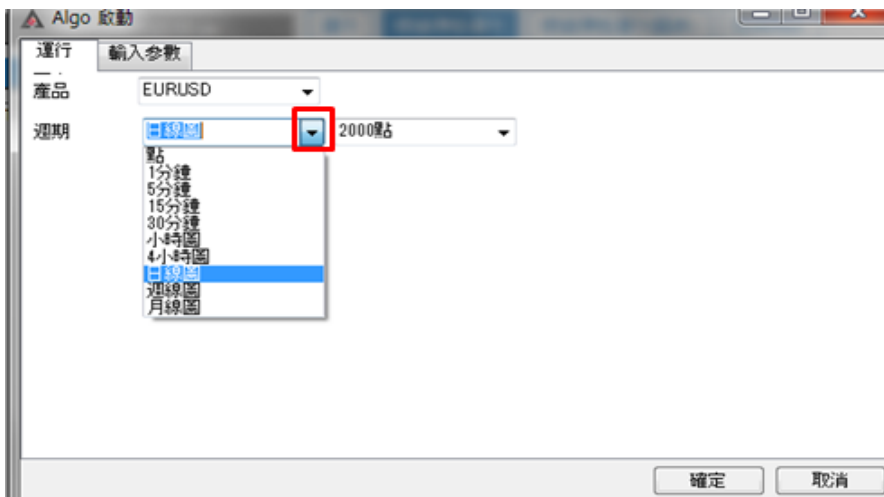 Algo 啟動
運行
輸入參數
產品 EURUSD
週期 日線圖 2000點
點
1分鐘
5分鐘
15分鐘
30分鐘
小時圖
4小時圖
日線圖
週線圖
月線圖
確定 取消